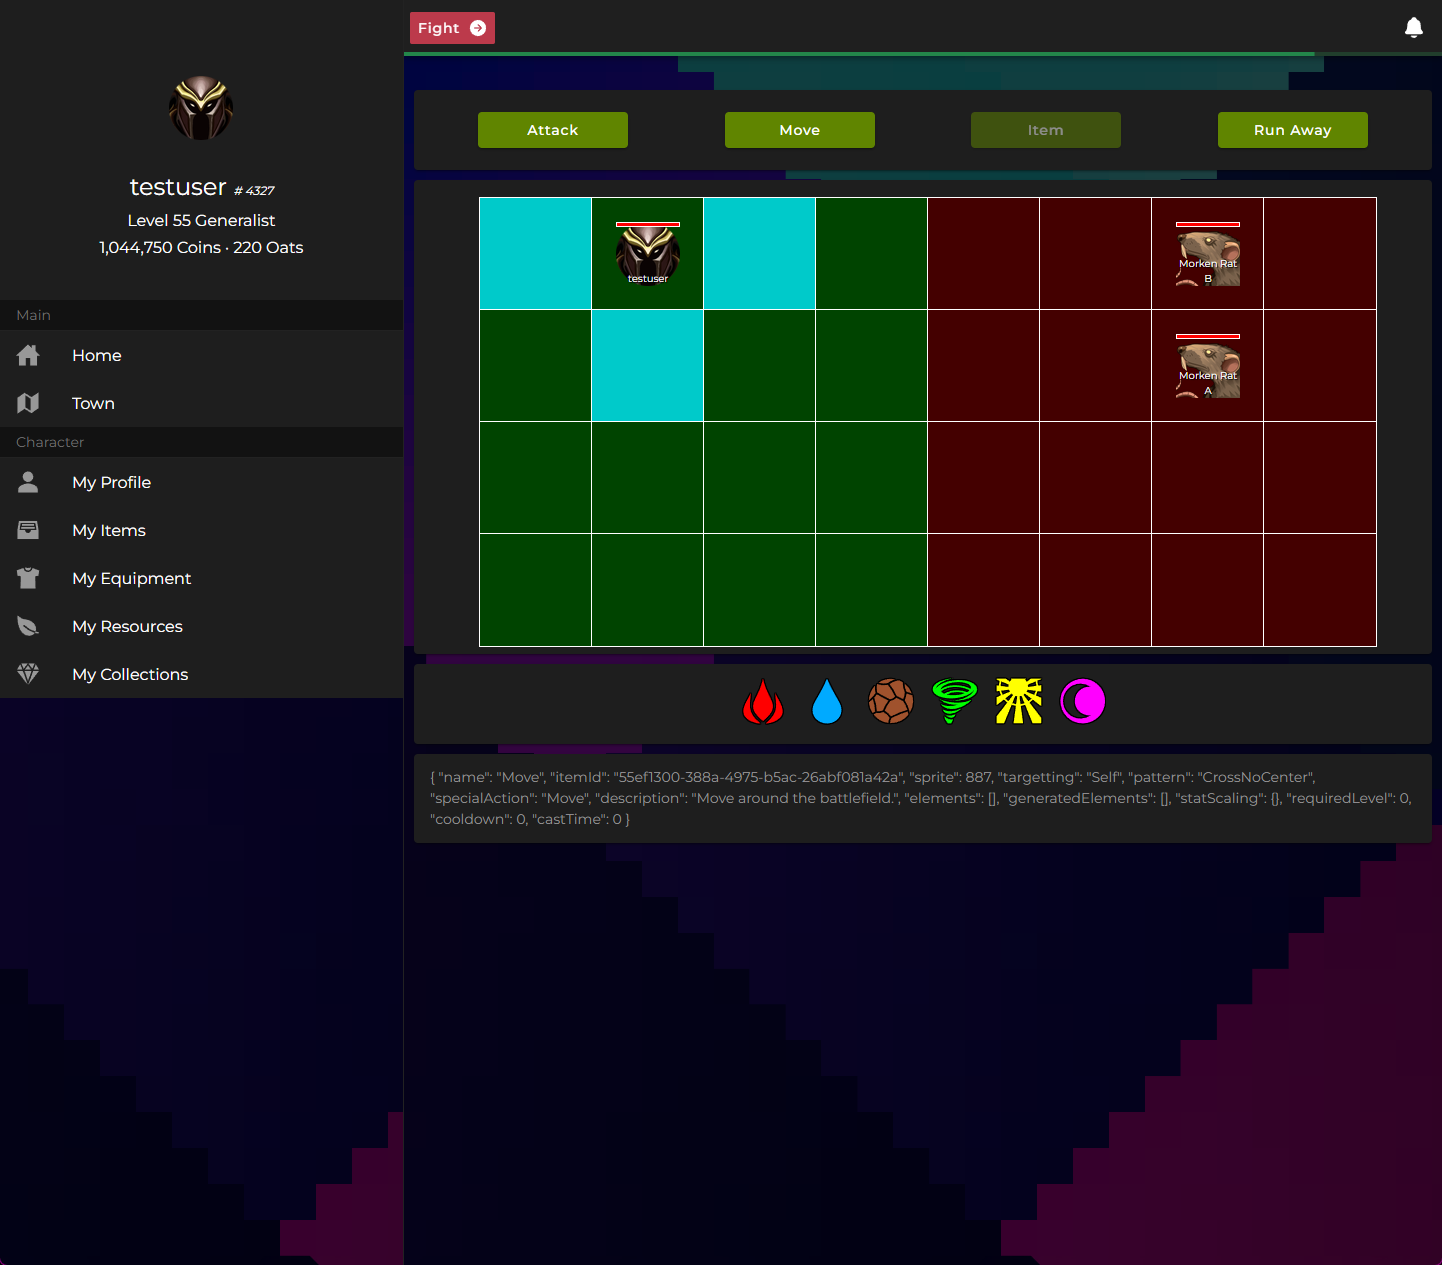 Fight
testuser # 4327
Level 55 Generalist
1,044,750 Coins · 220 Oats
Main
Home
Town
Character
My Profile
My Items
My Equipment
My Resources
My Collections
Attack
Move
Item
Run Away
testuser
Morken Rat
B
Morken Rat
A
{ "name": "Move", "itemId": "55ef1300-388a-4975-b5ac-26abf081a42a", "sprite": 887, "targetting": "Self", "pattern": "CrossNoCenter",
"specialAction": "Move", "description": "Move around the battlefield.", "elements": [], "generatedElements": [], "statScaling": {}, "requiredLevel": 0,
"cooldown": 0, "castTime": 0 }